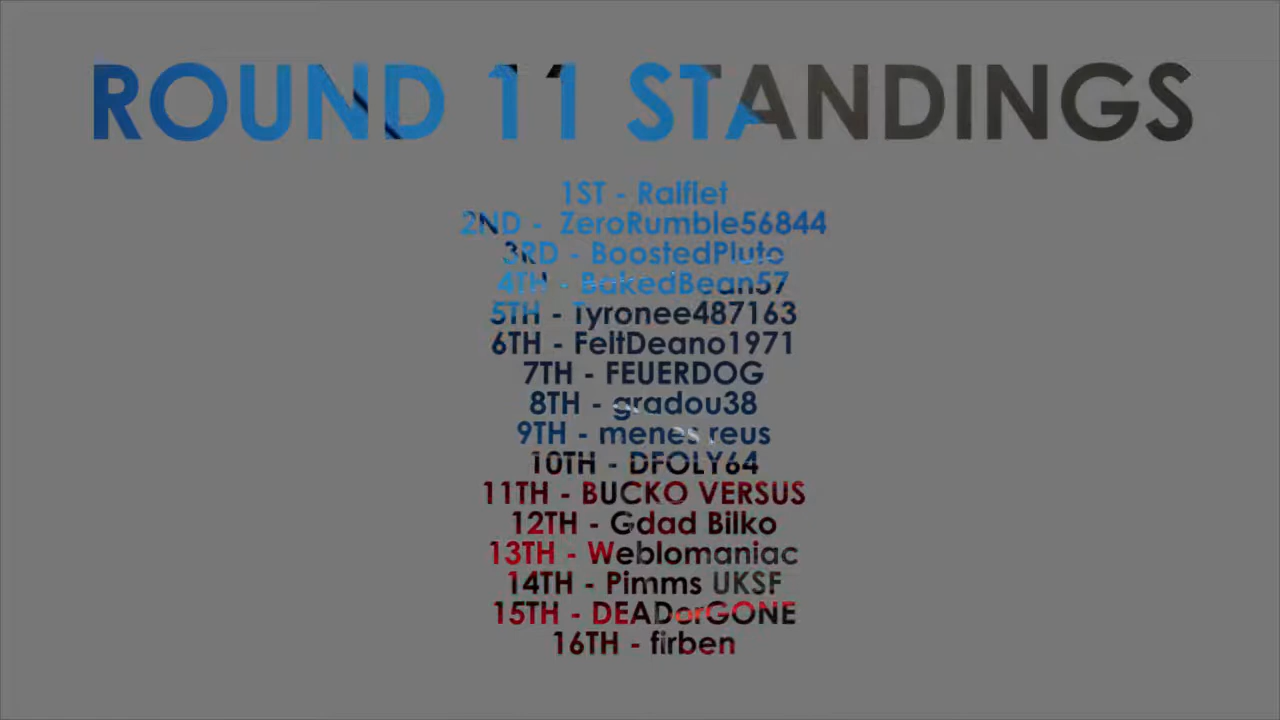 ROUND 11 STANDINGS
1ST - Ralflet
2ND - ZeroRumble56844
3RD - BoostedPluto
4TH - BakedBean57
5TH - Tyronee487163
6TH - FeltDeano1971
7TH - FEUERDOG
8TH - gradou38
9TH - menes reus
10TH - DFOLY64
11TH - BUCKO VERSUS
12TH - Gdad Bilko
13TH - Weblomaniac
14TH - Pimms UKSF
15TH - DEADorGONE
16TH - firben